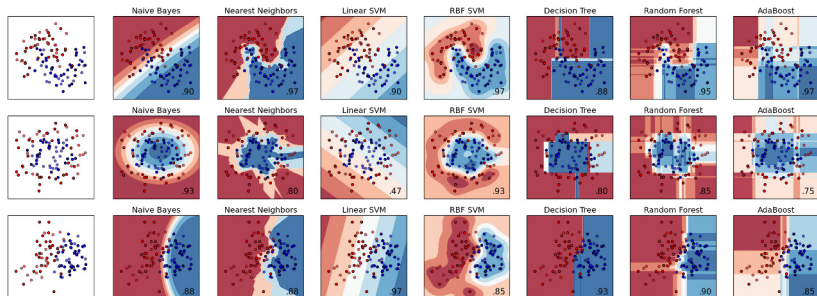 Naive Bayes Nearest Neighbors Linear SVM RBF SVM Decision Tree Random Forest AdaBoost
.90 .97 .90 .97 .88 .95 .97
Naive Bayes Nearest Neighbors Linear SVM RBF SVM Decision Tree Random Forest AdaBoost
.93 .80 .47 .93 .80 .85 .75
Naive Bayes Nearest Neighbors Linear SVM RBF SVM Decision Tree Random Forest AdaBoost
.88 .88 .97 .85 .93 .90 .85